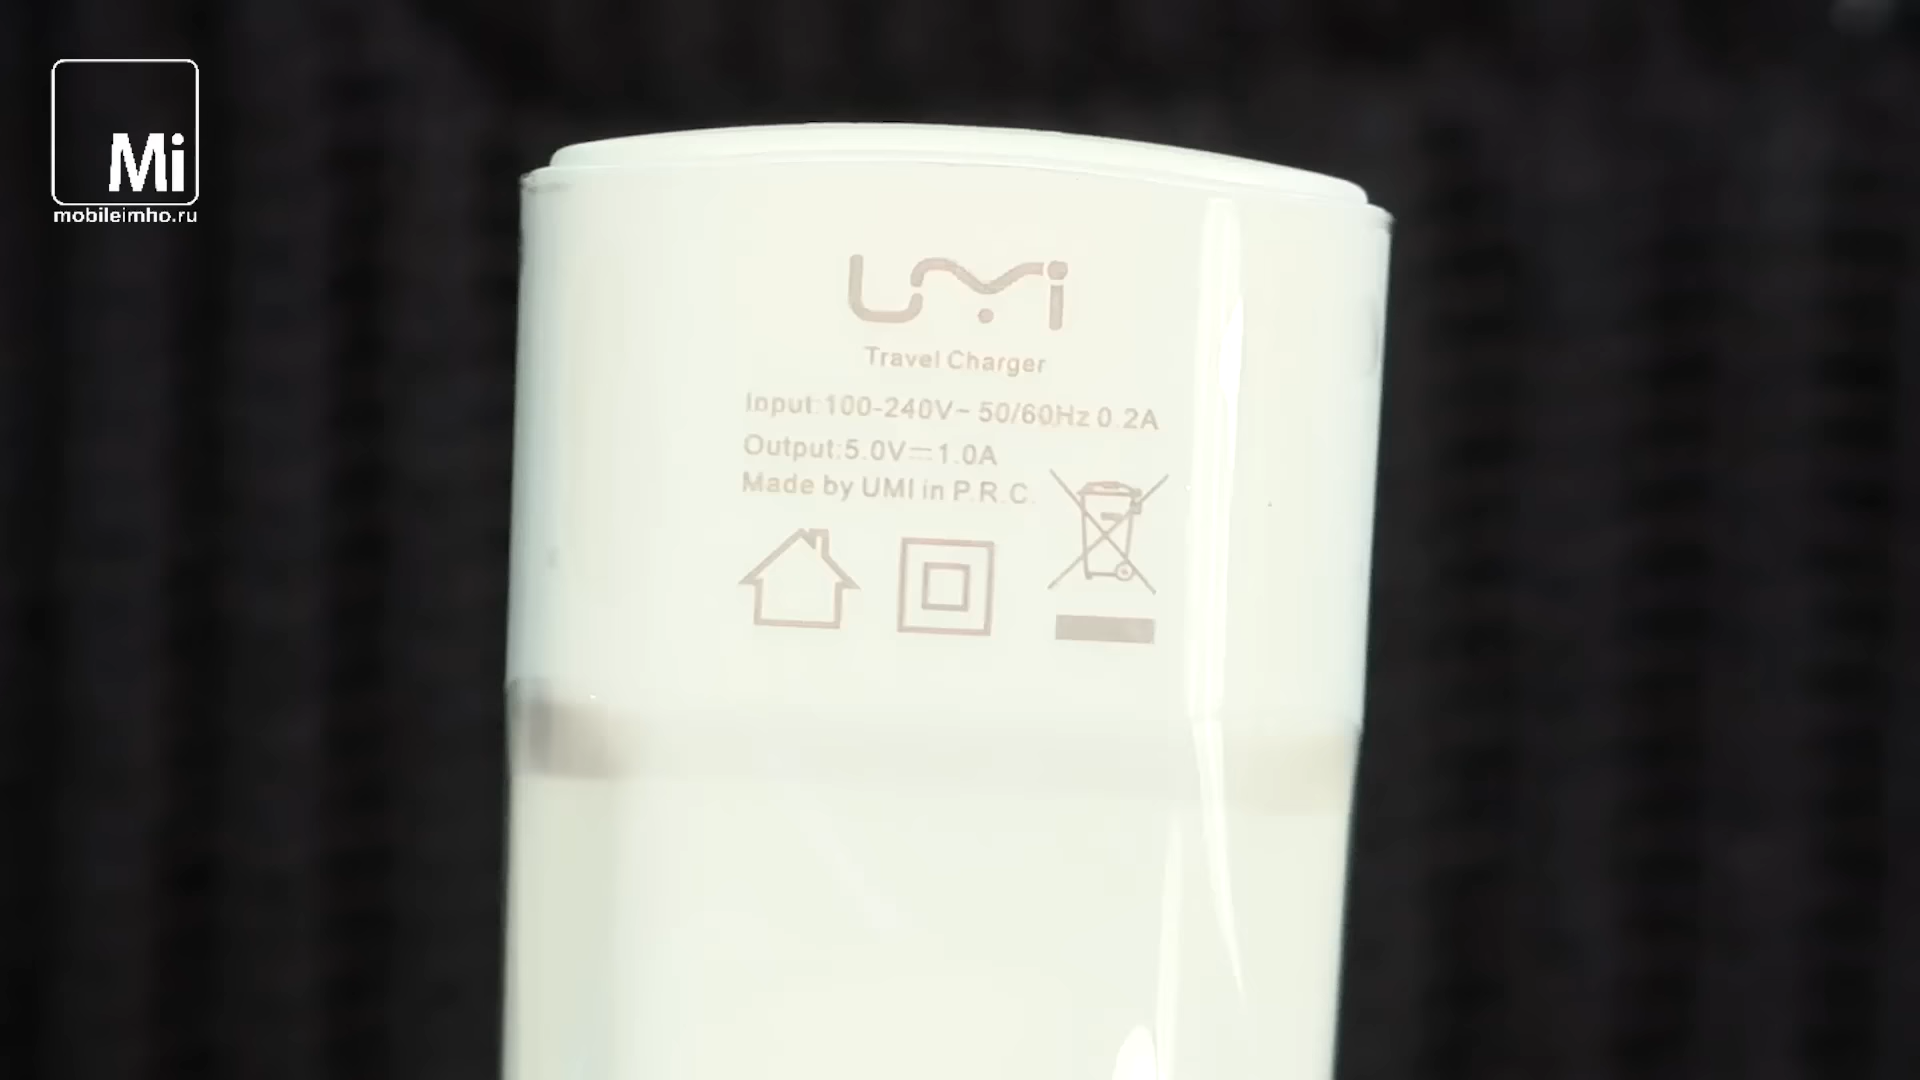 Mi
mobileimho.ru
UMi
Travel Charger
Input:100-240V~ 50/60Hz 0.2A
Output:5.0V⎓1.0A
Made by UMI in P.R.C.